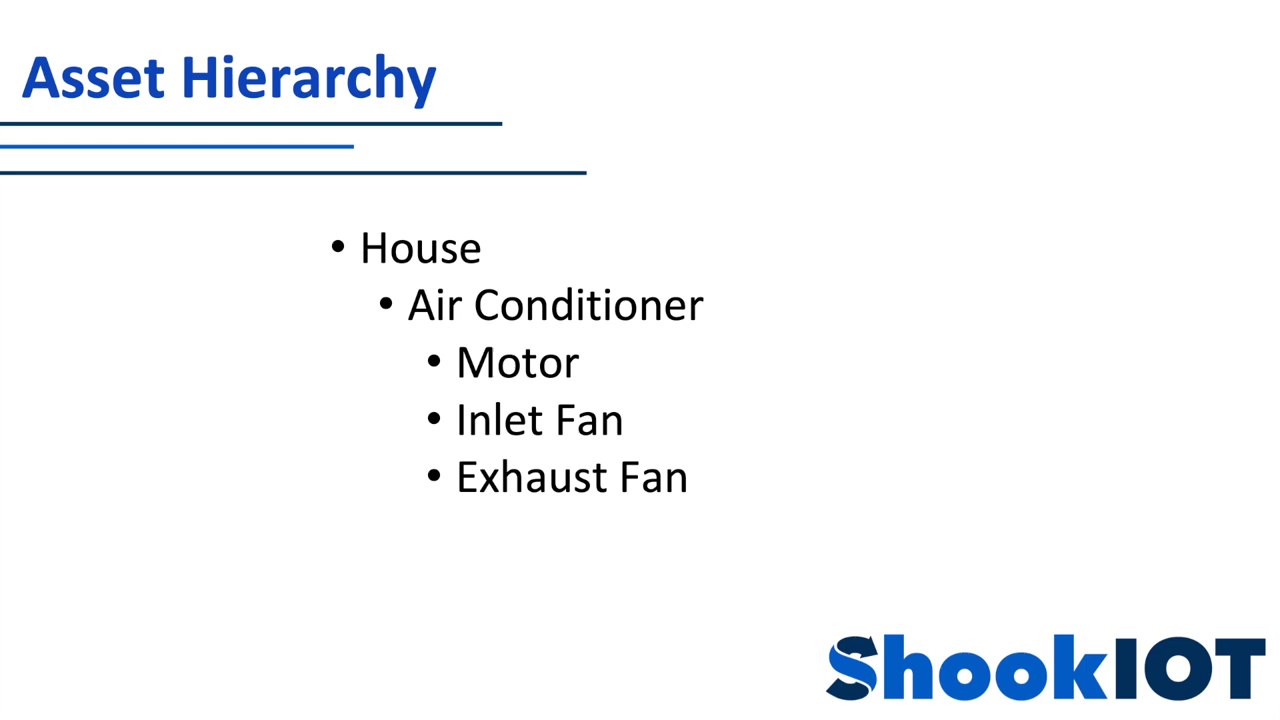 Asset Hierarchy
• House
• Air Conditioner
• Motor
• Inlet Fan
• Exhaust Fan
ShookIOT